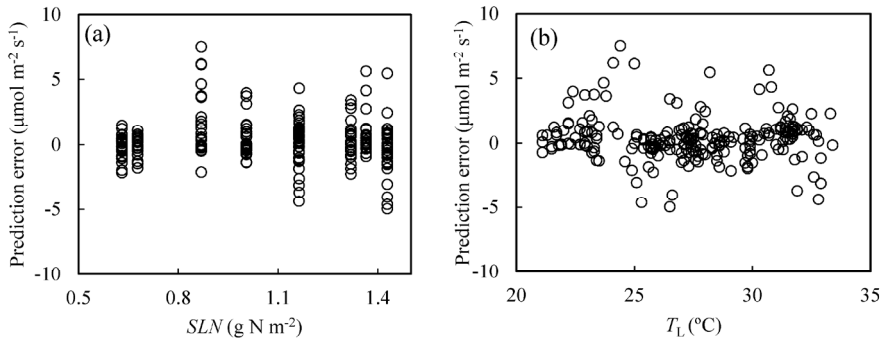 (a)
Prediction error (μmol m⁻² s⁻¹)
10
5
0
-5
-10
0.5 0.8 1.1 1.4
SLN (g N m⁻²)
(b)
Prediction error (μmol m⁻² s⁻¹)
10
5
0
-5
-10
20 25 30 35
T_L (ºC)